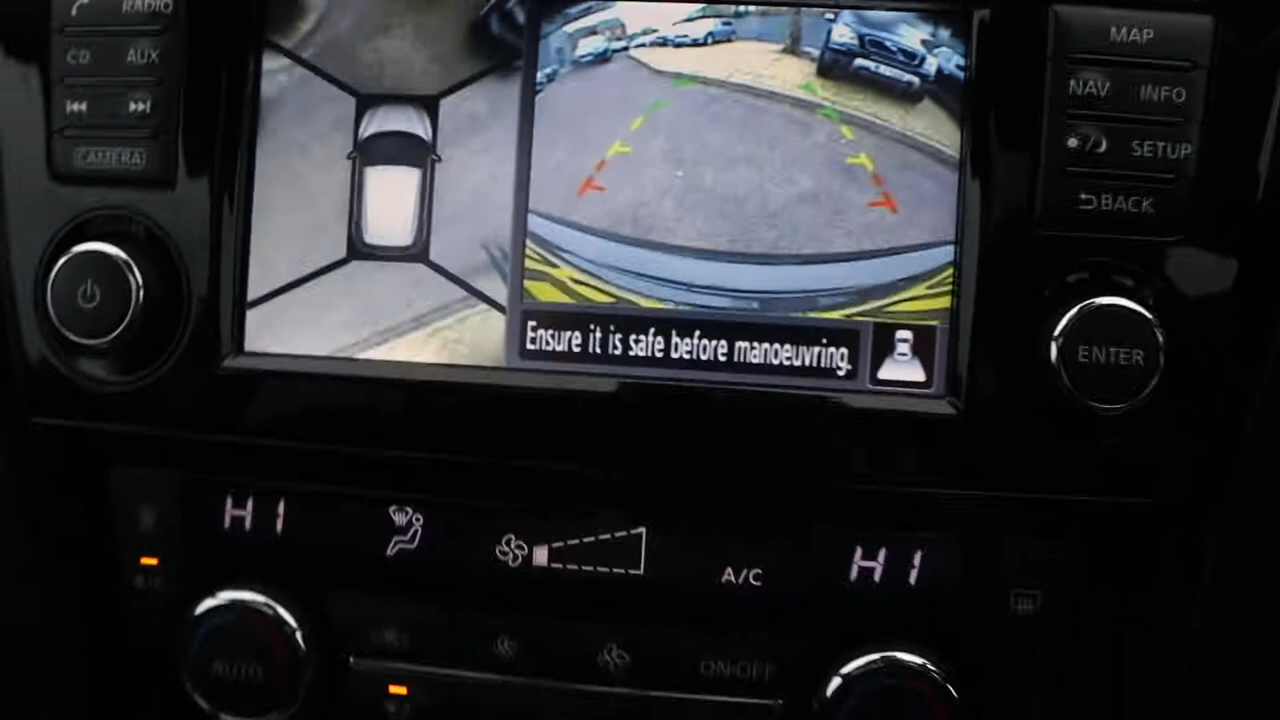 RADIO
CD AUX
CAMERA
MAP
NAV INFO
SETUP
BACK
ENTER
Ensure it is safe before manoeuvring.
HI
A/C
HI
AUTO
ON·OFF